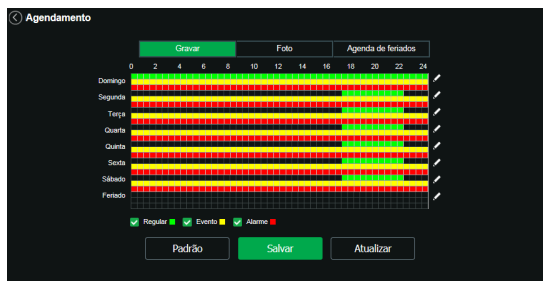 Agendamento
Gravar Foto Agenda de feriados
0 2 4 6 8 10 12 14 16 18 20 22 24
Domingo
Segunda
Terça
Quarta
Quinta
Sexta
Sábado
Feriado
Regular Evento Alarme
Padrão Salvar Atualizar